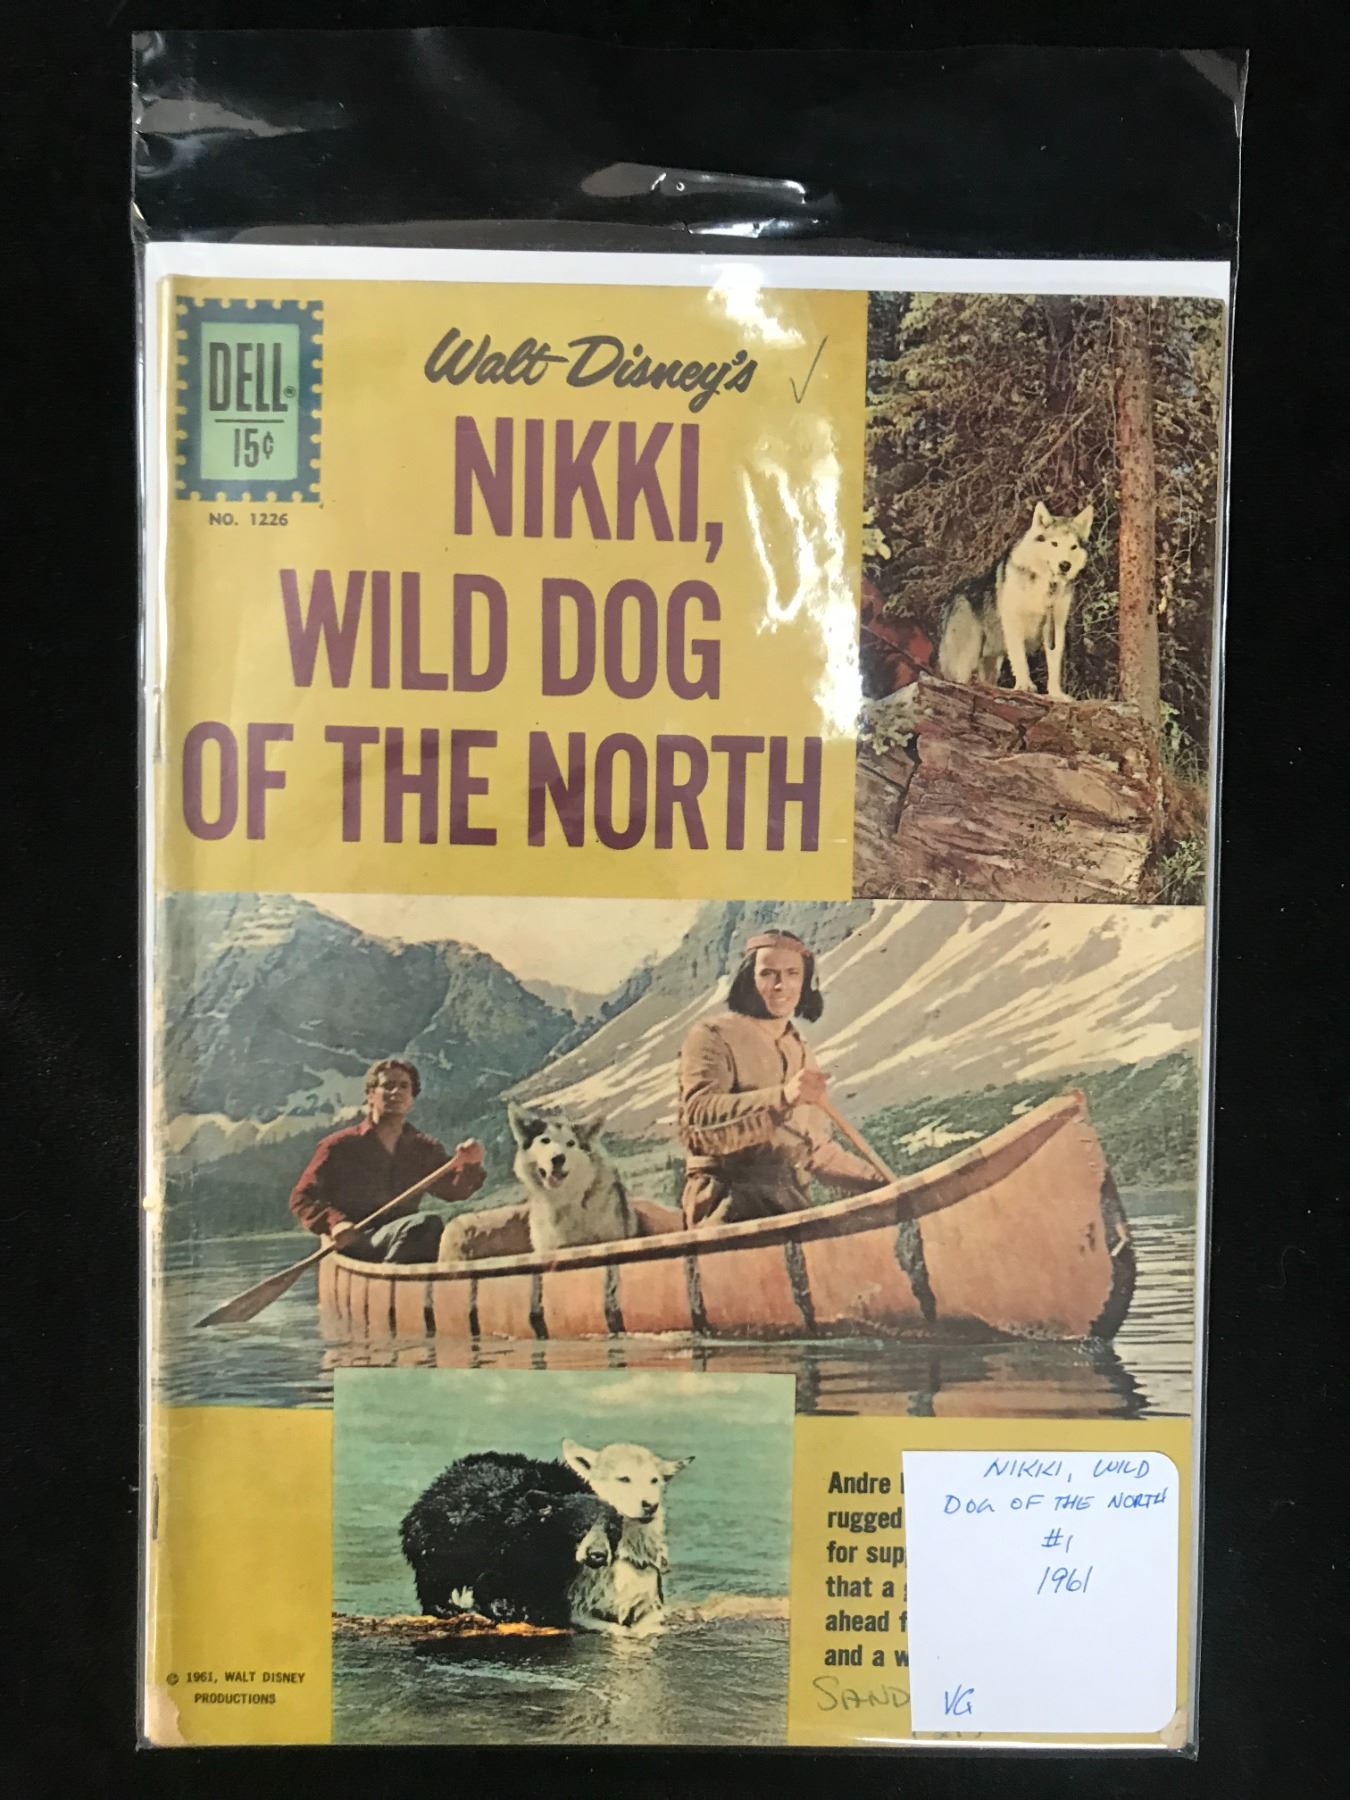 DELL®
15¢
NO. 1226
Walt Disney's
NIKKI,
WILD DOG
OF THE NORTH
Andre
rugged
for sup
that a
ahead f
and a w
SAND
© 1961, WALT DISNEY
PRODUCTIONS
NIKKI, WILD
DOG OF THE NORTH
#1
1961
VG